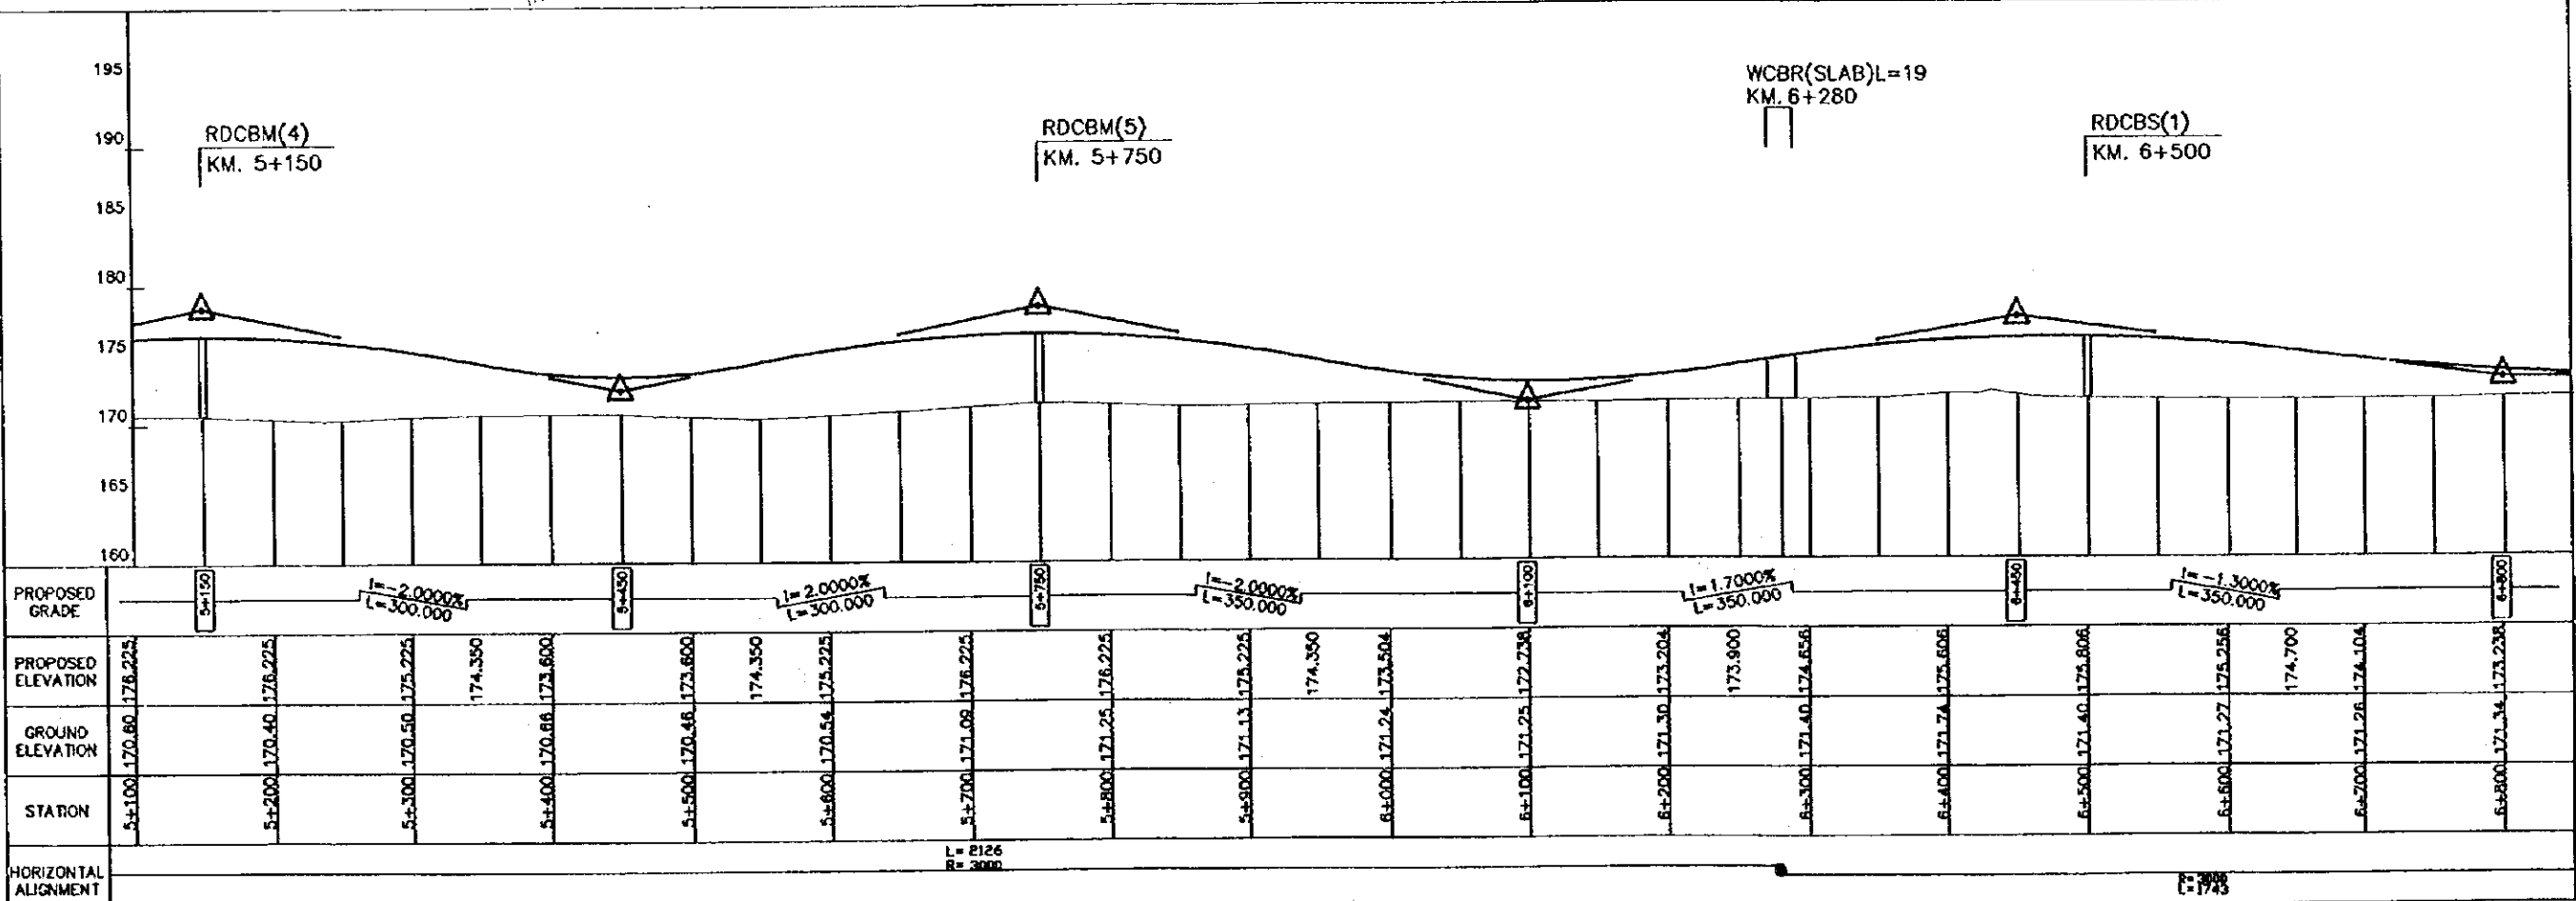 195
190
185
180
175
170
165
160
RDCBM(4)
KM. 5+150
RDCBM(5)
KM. 5+750
WCBR(SLAB)L=19
KM. 6+280
RDCBS(1)
KM. 6+500
PROPOSED
GRADE
5+150
I=-2.0000%
L=300.000
5+450
I=2.0000%
L=300.000
5+750
I=-2.0000%
L=350.000
6+100
I=1.7000%
L=350.000
6+450
I=-1.3000%
L=350.000
6+800
PROPOSED
ELEVATION
176.225 176.225 175.225 174.350 173.600 173.600 174.350 175.225 176.225 176.225 175.225 174.350 173.504 172.738 173.204 173.900 174.656 175.606 175.806 175.256 174.700 174.104 173.238
GROUND
ELEVATION
170.60 170.40 170.50 170.66 170.46 170.54 171.09 171.25 171.13 171.24 171.25 171.30 171.40 171.74 171.40 171.27 171.26 171.34
STATION
5+100 5+200 5+300 5+400 5+500 5+600 5+700 5+800 5+900 6+000 6+100 6+200 6+300 6+400 6+500 6+600 6+700 6+800
HORIZONTAL
ALIGNMENT
L= 2126
R= 3000
R=3000
L=1743